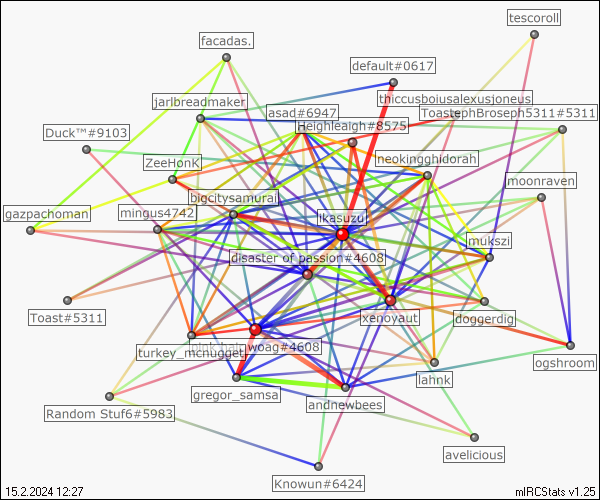 tescoroll
facadas.
default#0617
thiccusboiusalexusjoneus
jarlbreadmaker
asad#6947
ToastephBroseph5311#5311
Heighleaigh#8575
Duck™#9103
ZeeHonK
neokingghidorah
moonraven
bigcitysamurai
gazpachoman
mingus4742
ikasuzu
mukszi
disaster of passion#4608
Toast#5311
xenoyaut
doggerdig
woag#4608
turkey_mcnugget
ogshroom
lahnk
gregor_samsa
andnewbees
Random Stuf6#5983
avelicious
Knowun#6424
15.2.2024 12:27
mIRCStats v1.25